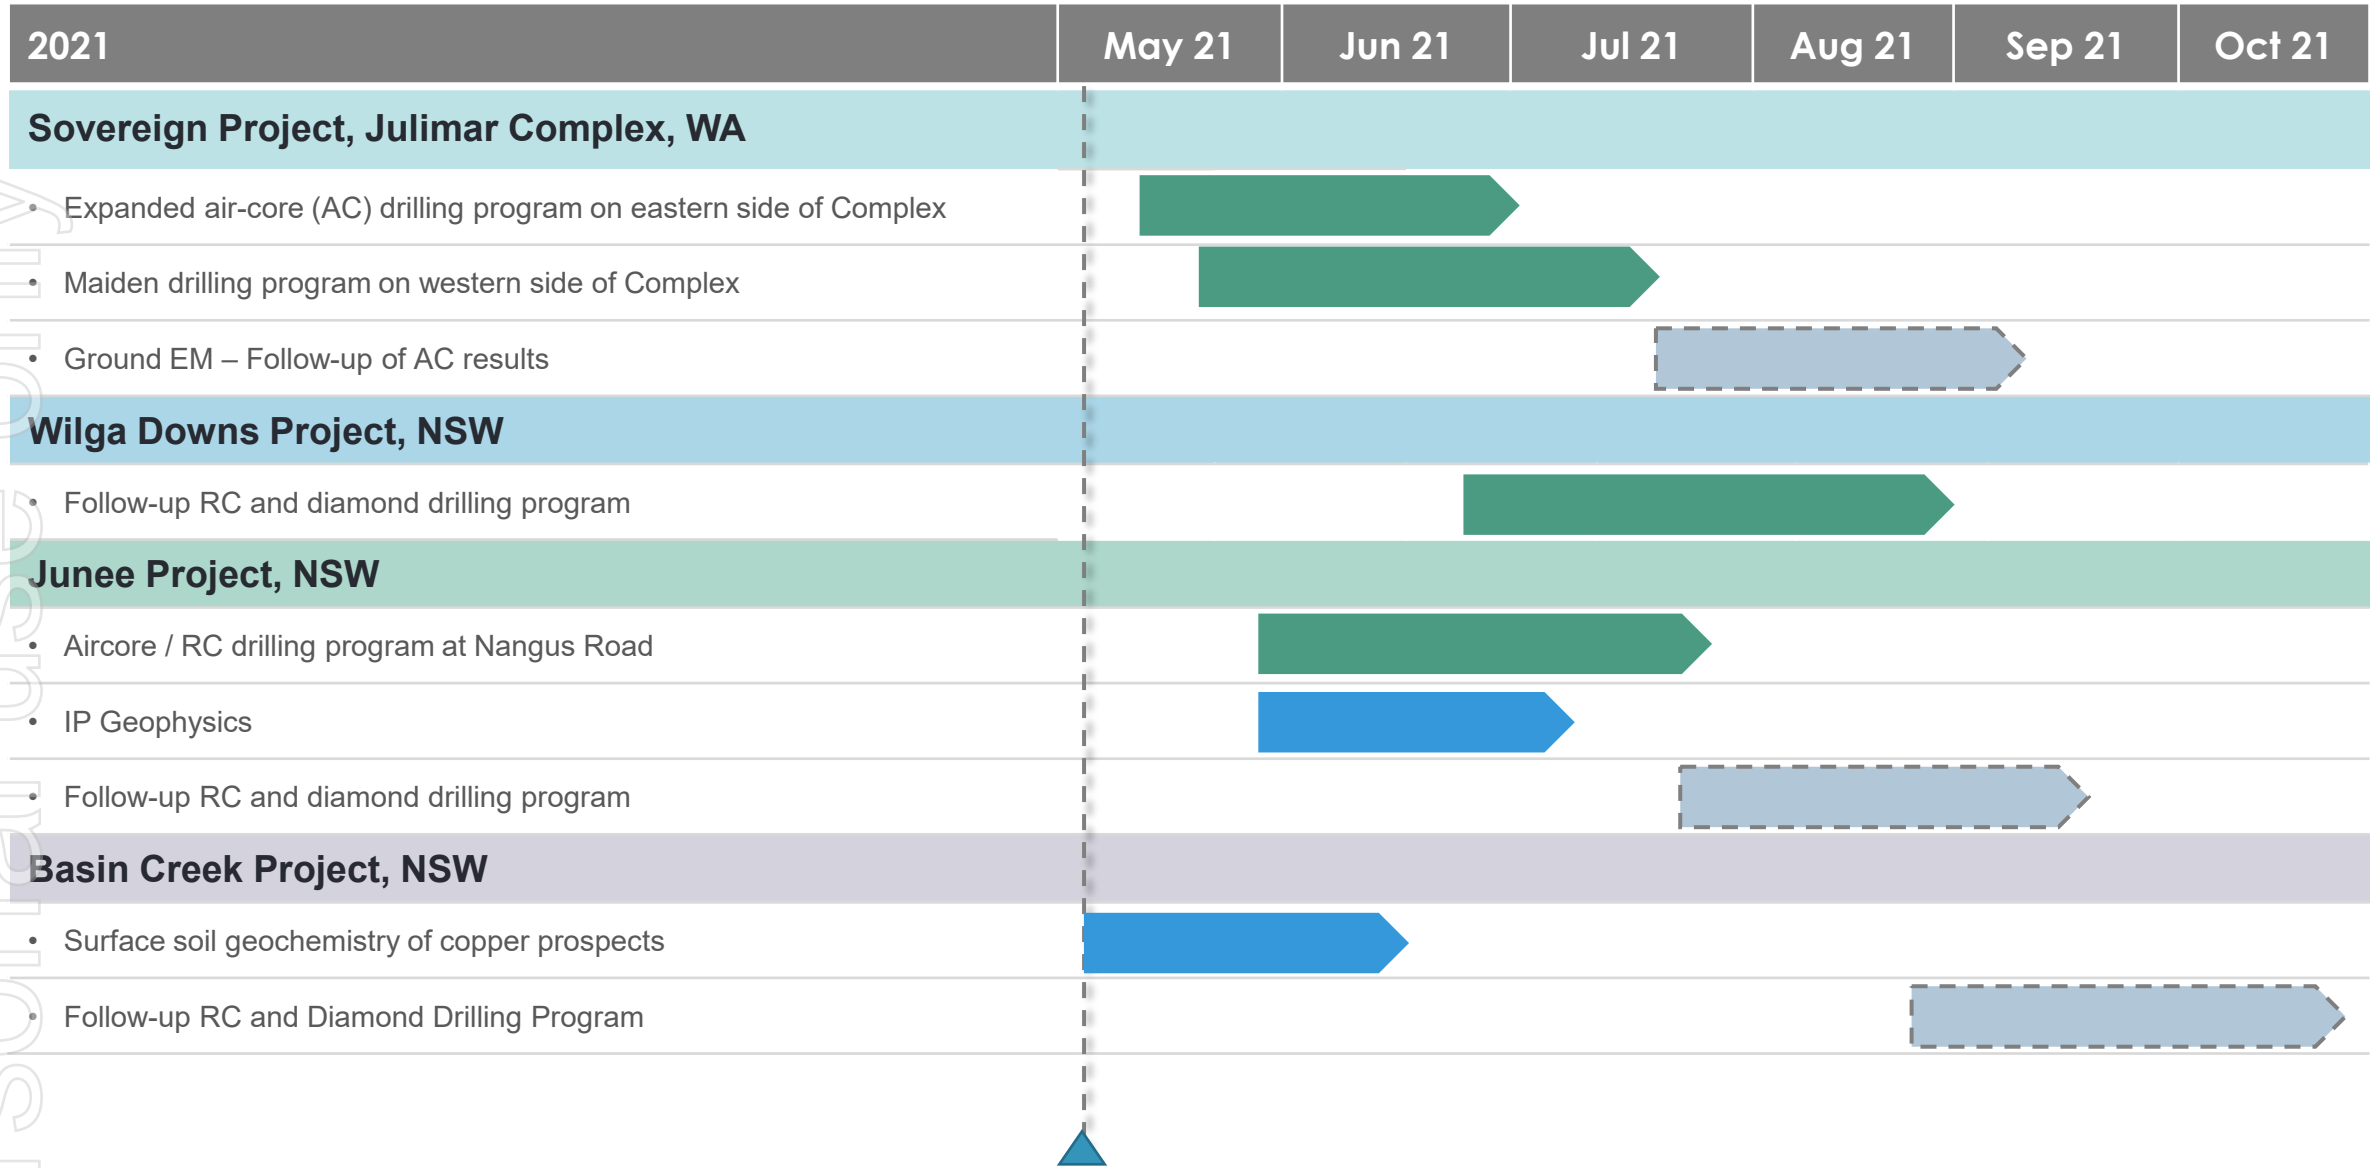 2021 May 21 Jun 21 Jul 21 Aug 21 Sep 21 Oct 21
Sovereign Project, Julimar Complex, WA
• Expanded air-core (AC) drilling program on eastern side of Complex
• Maiden drilling program on western side of Complex
• Ground EM – Follow-up of AC results
Wilga Downs Project, NSW
• Follow-up RC and diamond drilling program
Junee Project, NSW
• Aircore / RC drilling program at Nangus Road
• IP Geophysics
• Follow-up RC and diamond drilling program
Basin Creek Project, NSW
• Surface soil geochemistry of copper prospects
• Follow-up RC and Diamond Drilling Program